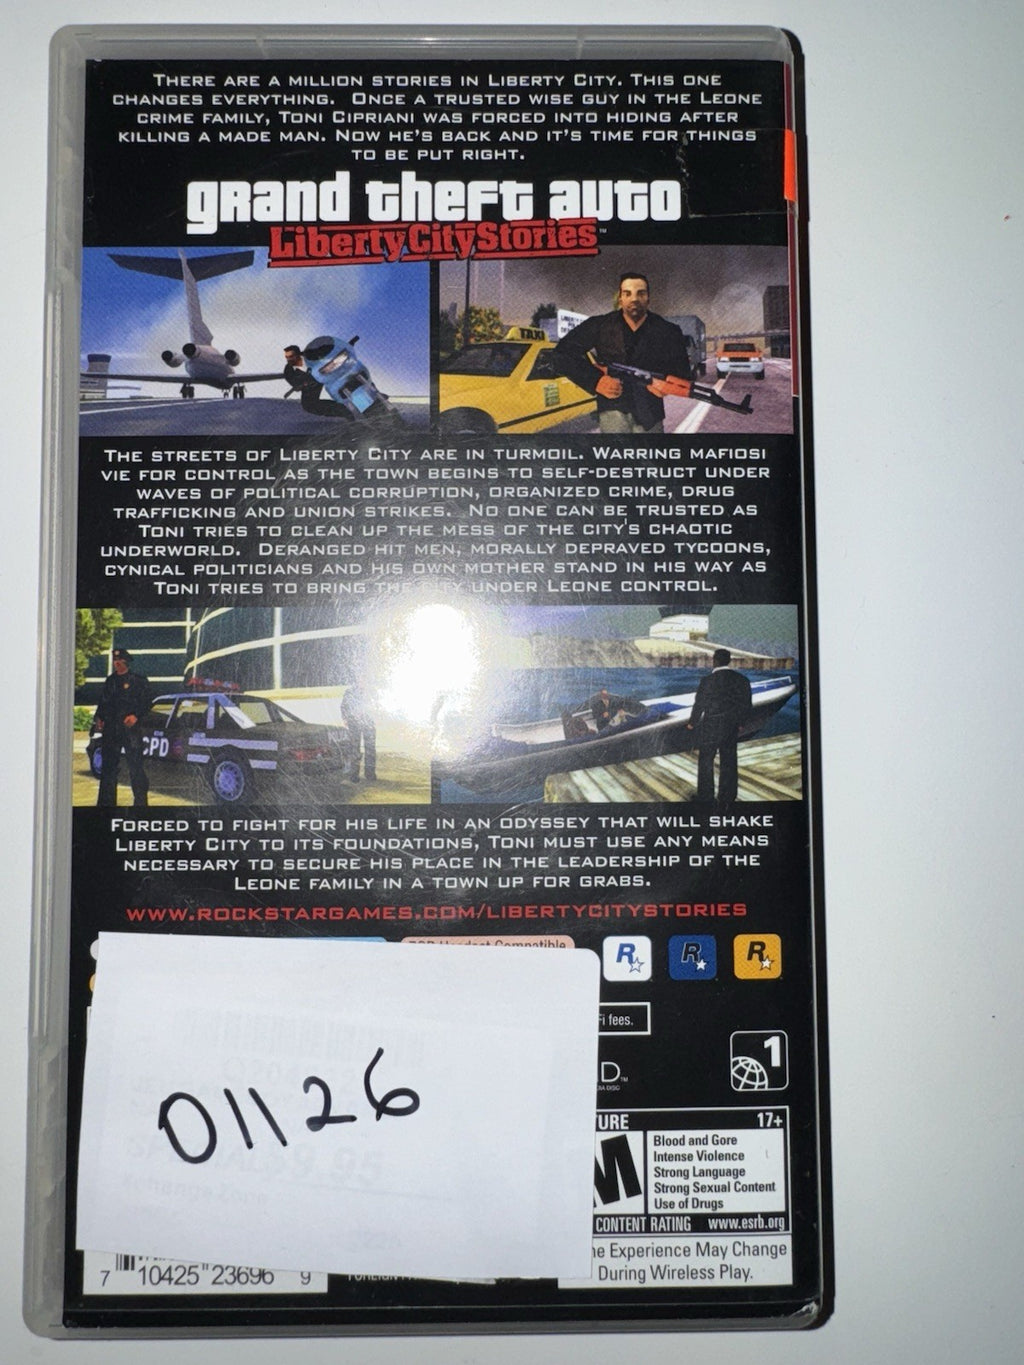 THERE ARE A MILLION STORIES IN LIBERTY CITY. THIS ONE
CHANGES EVERYTHING. ONCE A TRUSTED WISE GUY IN THE LEONE
CRIME FAMILY, TONI CIPRIANI WAS FORCED INTO HIDING AFTER
KILLING A MADE MAN. NOW HE'S BACK AND IT'S TIME FOR THINGS
TO BE PUT RIGHT.
grand theft auto
LibertyCityStories™
TAXI
THE STREETS OF LIBERTY CITY ARE IN TURMOIL. WARRING MAFIOSI
VIE FOR CONTROL AS THE TOWN BEGINS TO SELF-DESTRUCT UNDER
WAVES OF POLITICAL CORRUPTION, ORGANIZED CRIME, DRUG
TRAFFICKING AND UNION STRIKES. NO ONE CAN BE TRUSTED AS
TONI TRIES TO CLEAN UP THE MESS OF THE CITY'S CHAOTIC
UNDERWORLD. DERANGED HIT MEN, MORALLY DEPRAVED TYCOONS,
CYNICAL POLITICIANS AND HIS OWN MOTHER STAND IN HIS WAY AS
TONI TRIES TO BRING THE CITY UNDER LEONE CONTROL.
CPD
FORCED TO FIGHT FOR HIS LIFE IN AN ODYSSEY THAT WILL SHAKE
LIBERTY CITY TO ITS FOUNDATIONS, TONI MUST USE ANY MEANS
NECESSARY TO SECURE HIS PLACE IN THE LEADERSHIP OF THE
LEONE FAMILY IN A TOWN UP FOR GRABS.
WWW.ROCKSTARGAMES.COM/LIBERTYCITYSTORIES
Headset Compatible
R R R
fees.
1
01126
17+
M
Blood and Gore
Intense Violence
Strong Language
Strong Sexual Content
Use of Drugs
CONTENT RATING www.esrb.org
Experience May Change
During Wireless Play.
7 10425 23696 9